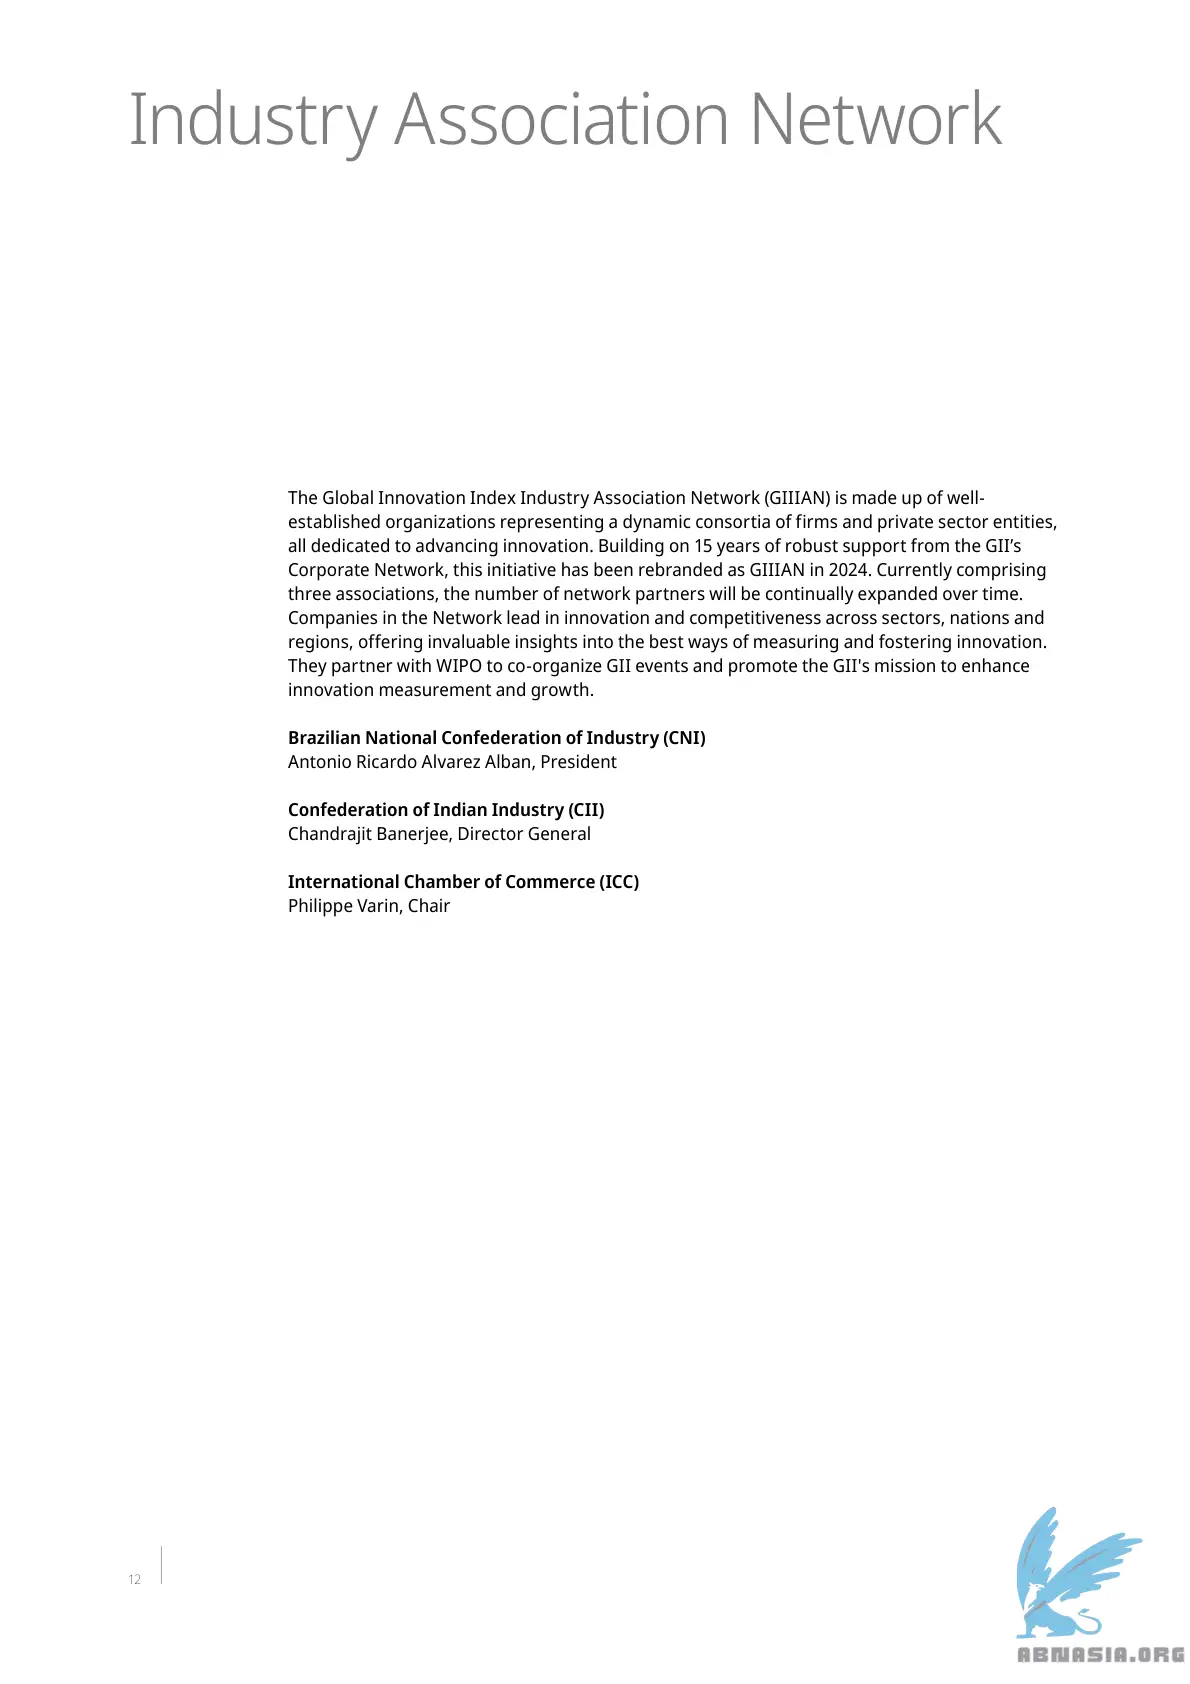 Industry Association Network
The Global Innovation Index Industry Association Network (GIIIAN) is made up of well-
established organizations representing a dynamic consortia of firms and private sector entities,
all dedicated to advancing innovation. Building on 15 years of robust support from the GII’s
Corporate Network, this initiative has been rebranded as GIIIAN in 2024. Currently comprising
three associations, the number of network partners will be continually expanded over time.
Companies in the Network lead in innovation and competitiveness across sectors, nations and
regions, offering invaluable insights into the best ways of measuring and fostering innovation.
They partner with WIPO to co-organize GII events and promote the GII's mission to enhance
innovation measurement and growth.
Brazilian National Confederation of Industry (CNI)
Antonio Ricardo Alvarez Alban, President
Confederation of Indian Industry (CII)
Chandrajit Banerjee, Director General
International Chamber of Commerce (ICC)
Philippe Varin, Chair
12
ABNASIA.ORG